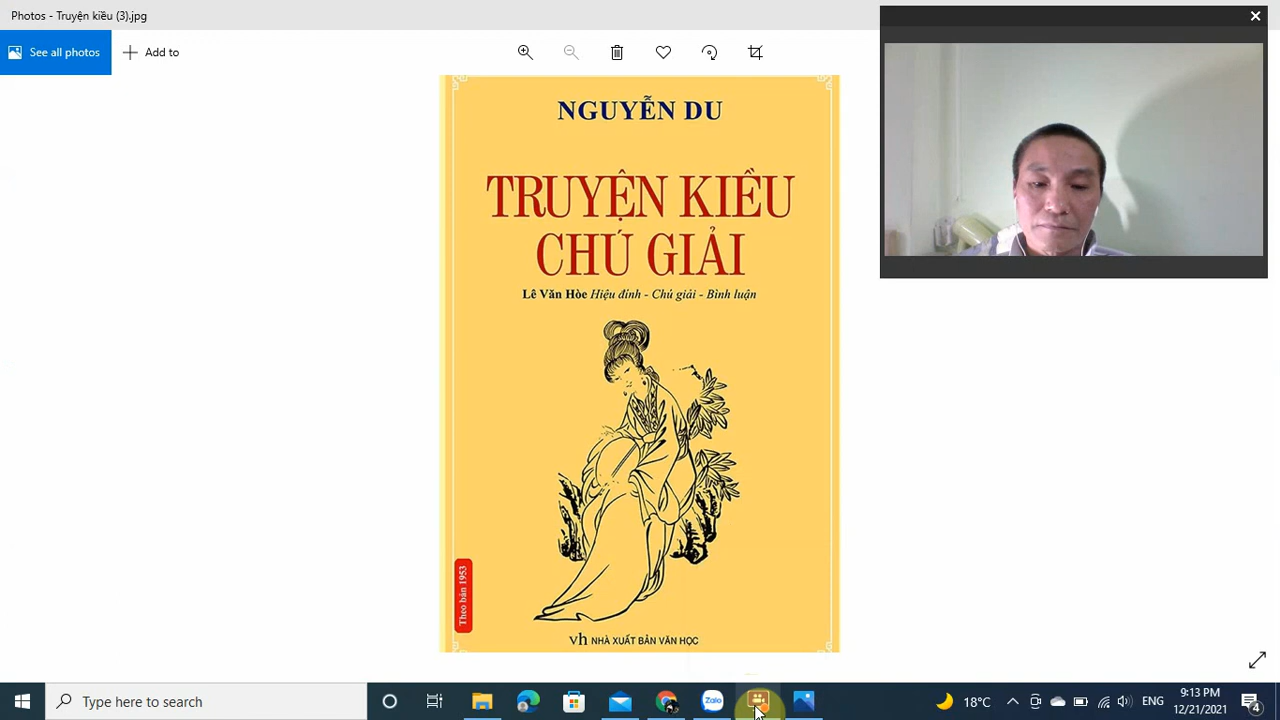 Photos - Truyện kiều (3).jpg
See all photos
Add to
NGUYỄN DU
TRUYỆN KIỀU
CHÚ GIẢI
Lê Văn Hòe Hiệu đính - Chú giải - Bình luận
Theo bản 1953
vh NHÀ XUẤT BẢN VĂN HỌC
Type here to search
Zalo
18°C
ENG
9:13 PM
12/21/2021
4